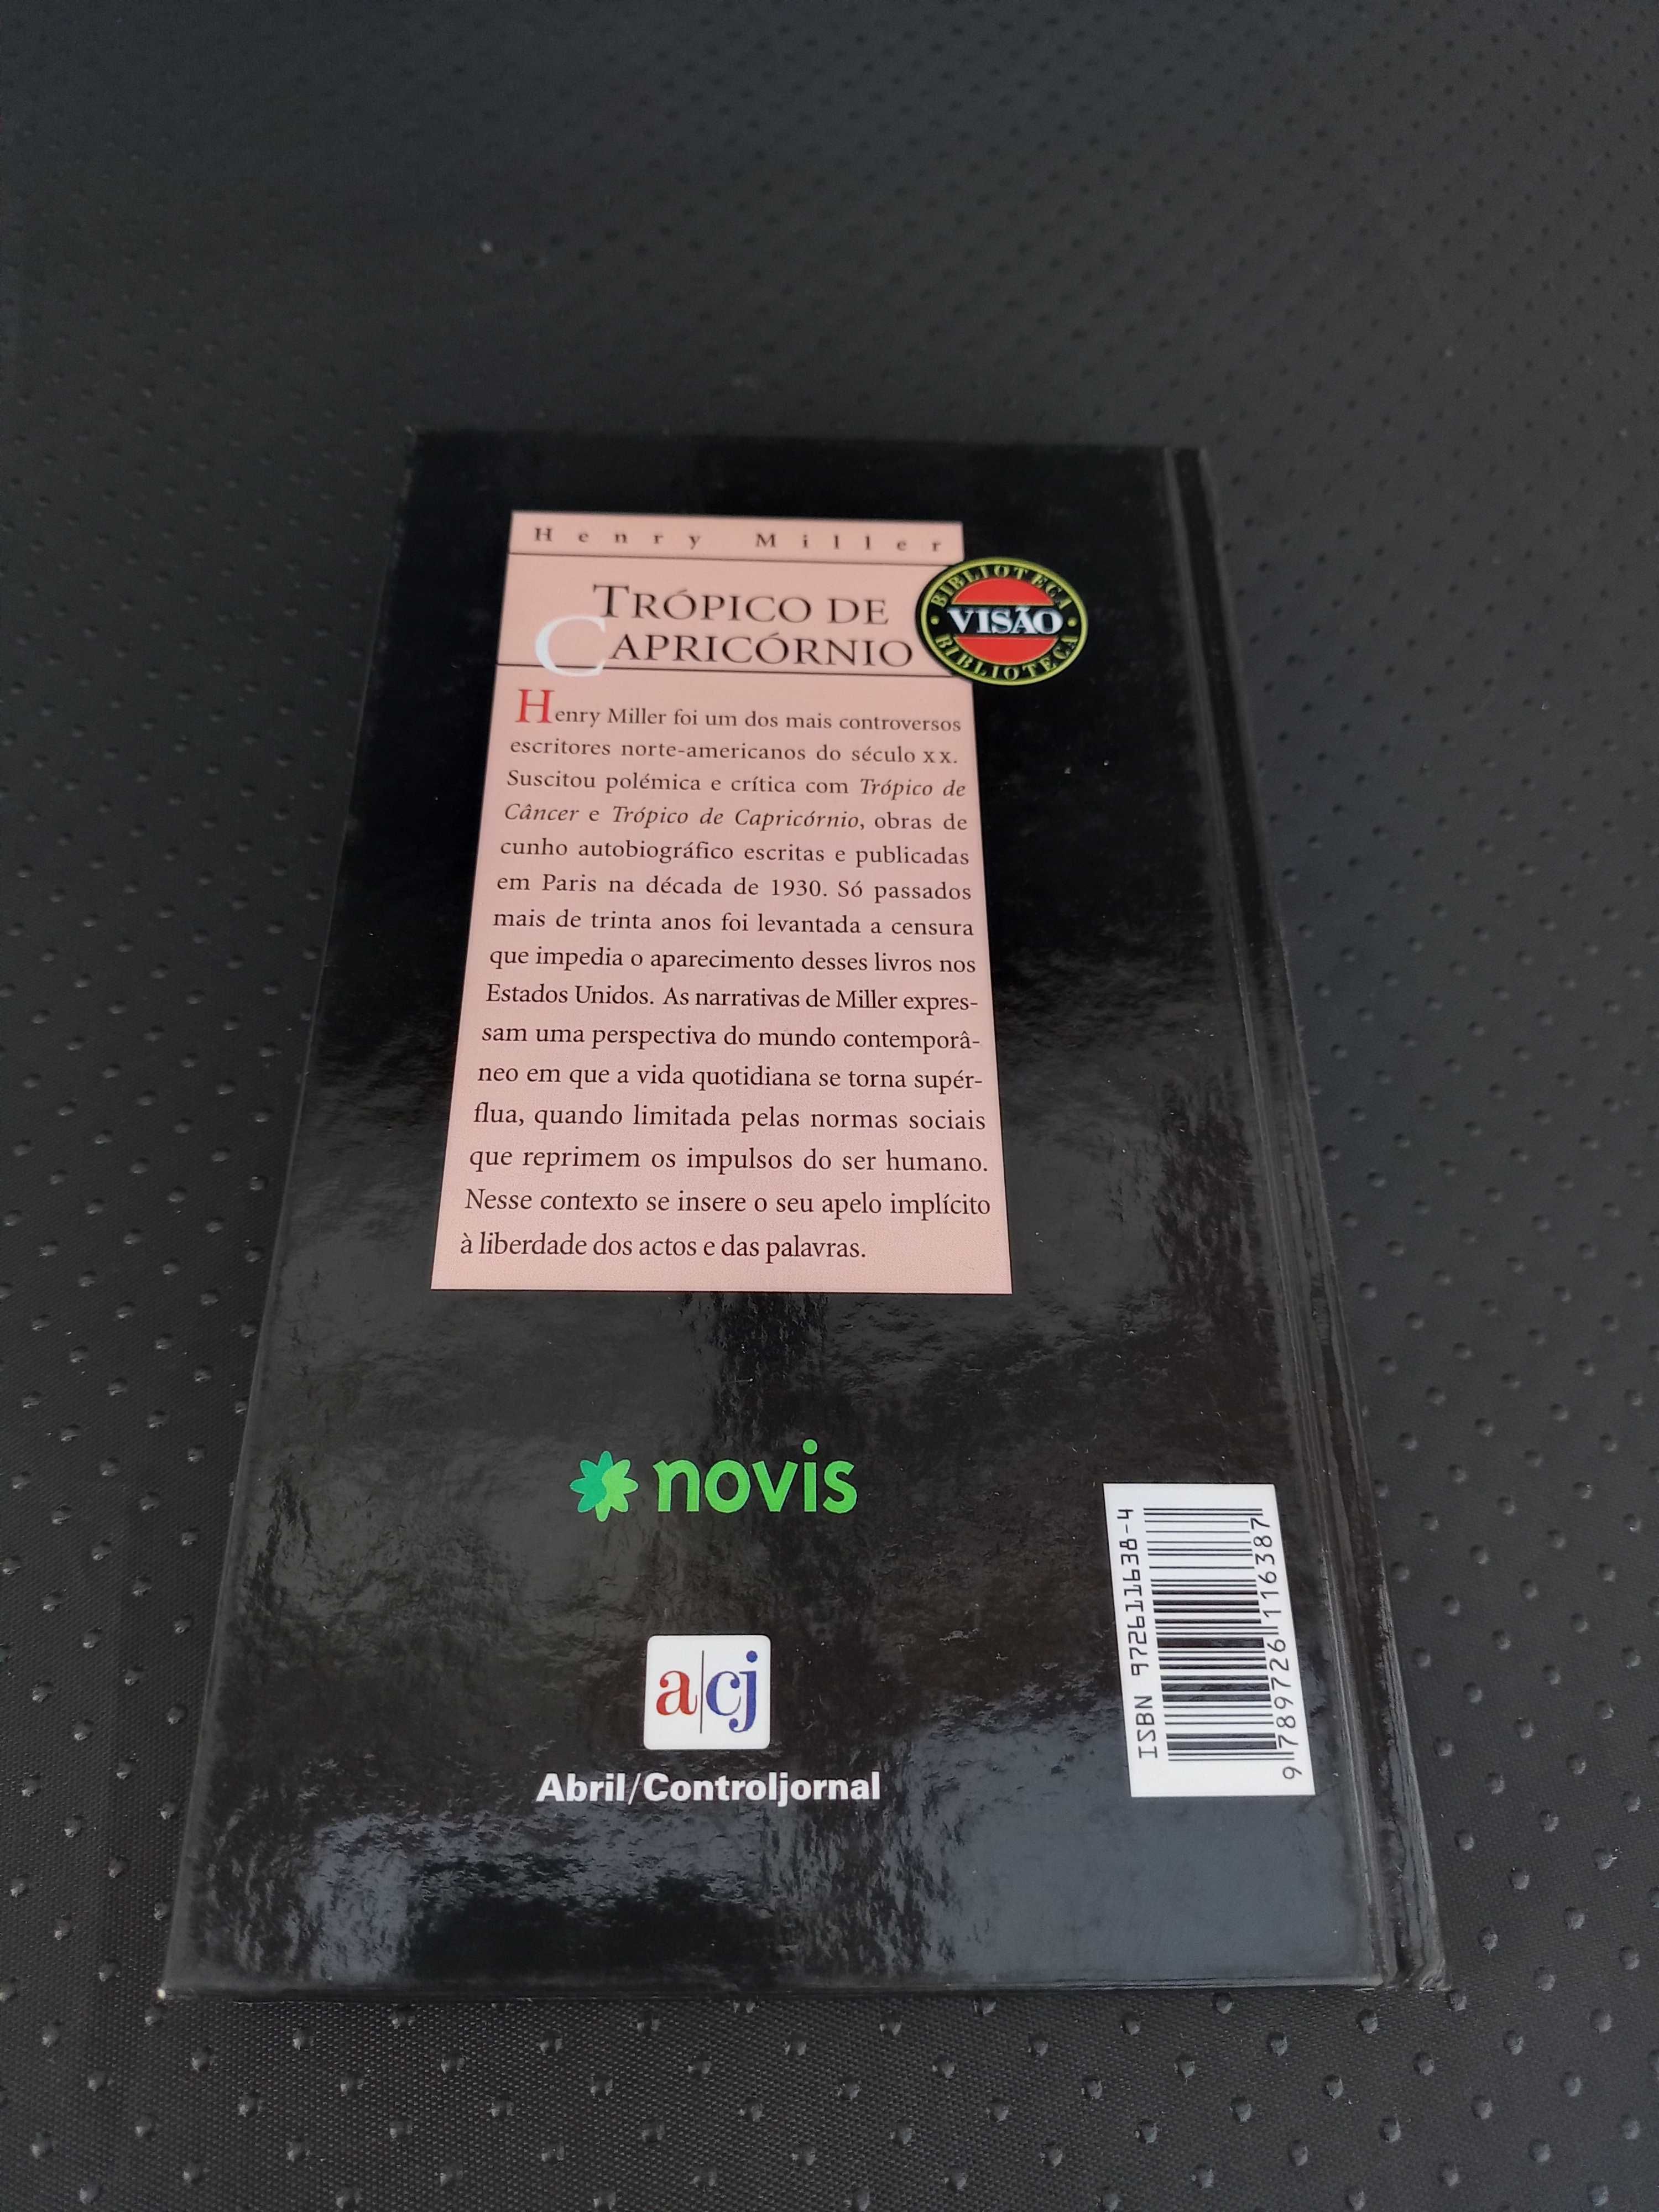 Henry Miller
TRÓPICO DE
CAPRICÓRNIO
BIBLIOTECA
VISÃO
BIBLIOTECA
Henry Miller foi um dos mais controversos
escritores norte-americanos do século XX.
Suscitou polémica e crítica com Trópico de
Câncer e Trópico de Capricórnio, obras de
cunho autobiográfico escritas e publicadas
em Paris na década de 1930. Só passados
mais de trinta anos foi levantada a censura
que impedia o aparecimento desses livros nos
Estados Unidos. As narrativas de Miller expres-
sam uma perspectiva do mundo contemporâ-
neo em que a vida quotidiana se torna supér-
flua, quando limitada pelas normas sociais
que reprimem os impulsos do ser humano.
Nesse contexto se insere o seu apelo implícito
à liberdade dos actos e das palavras.
novis
a|cj
Abril/Controljornal
ISBN 972611638-4
9 789726 116387